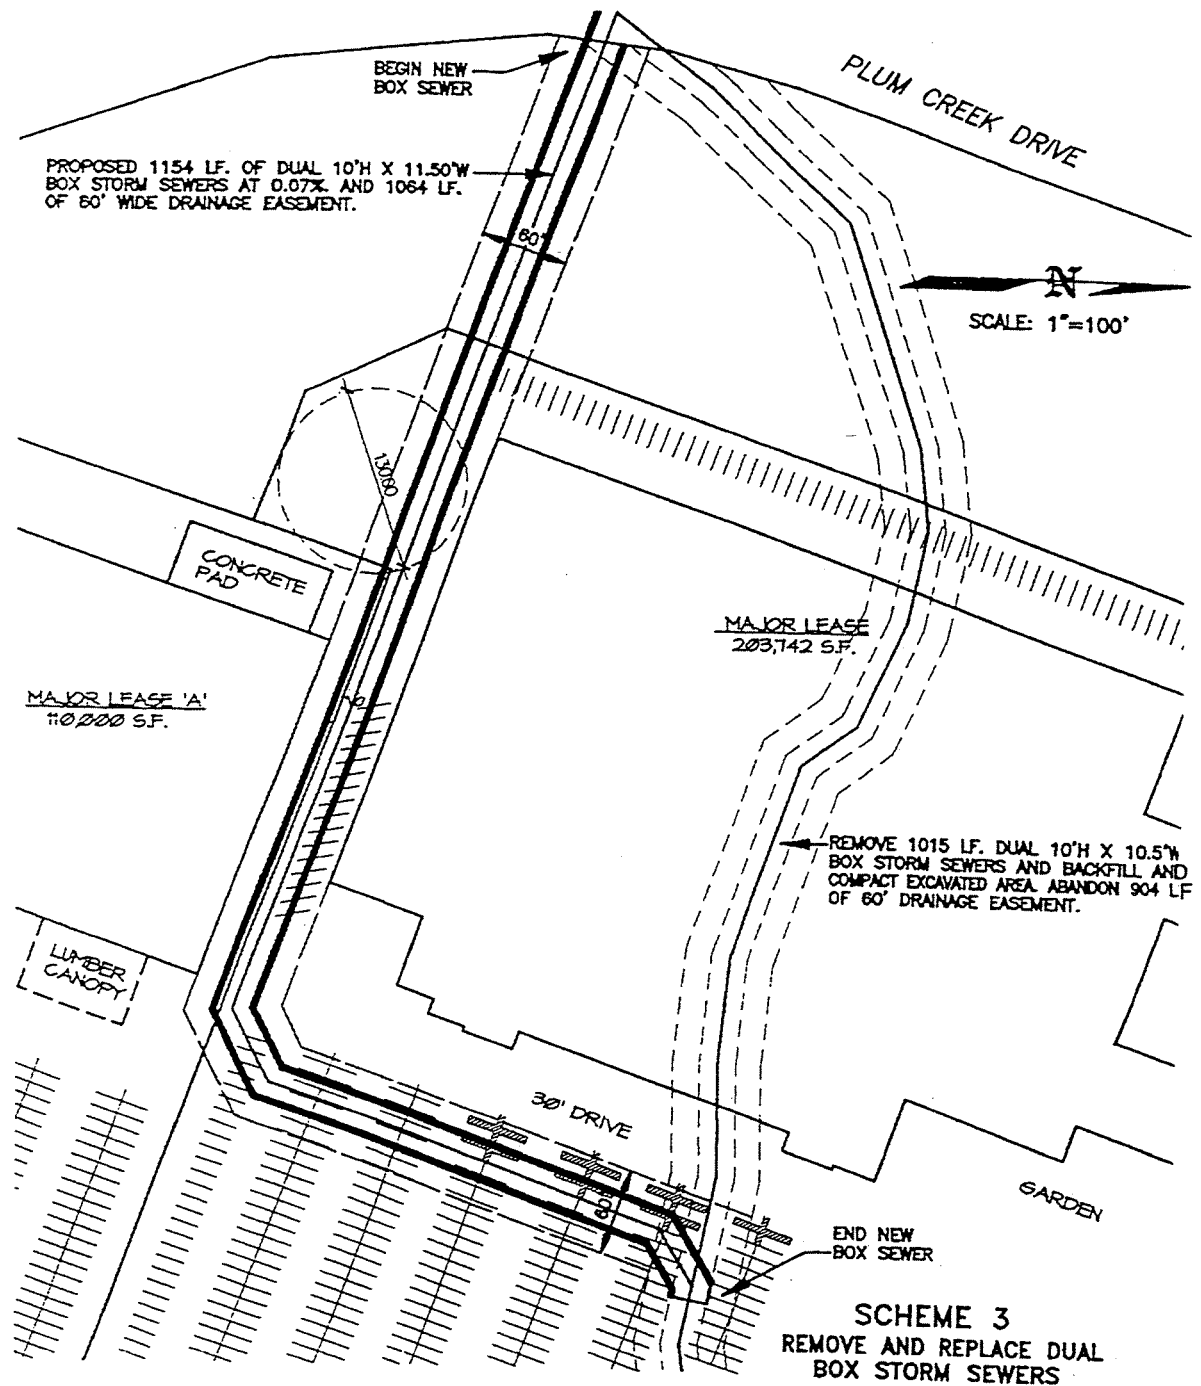 BEGIN NEW
BOX SEWER
PLUM CREEK DRIVE
PROPOSED 1154 LF. OF DUAL 10'H X 11.50'W
BOX STORM SEWERS AT 0.07%. AND 1064 LF.
OF 60' WIDE DRAINAGE EASEMENT.
60'
N
SCALE: 1"=100'
130.00
CONCRETE
PAD
MAJOR LEASE
203,742 S.F.
MAJOR LEASE 'A'
110,000 S.F.
REMOVE 1015 LF. DUAL 10'H X 10.5'W
BOX STORM SEWERS AND BACKFILL AND
COMPACT EXCAVATED AREA. ABANDON 904 LF
OF 60' DRAINAGE EASEMENT.
LUMBER
CANOPY
30' DRIVE
60'
GARDEN
END NEW
BOX SEWER
SCHEME 3
REMOVE AND REPLACE DUAL
BOX STORM SEWERS